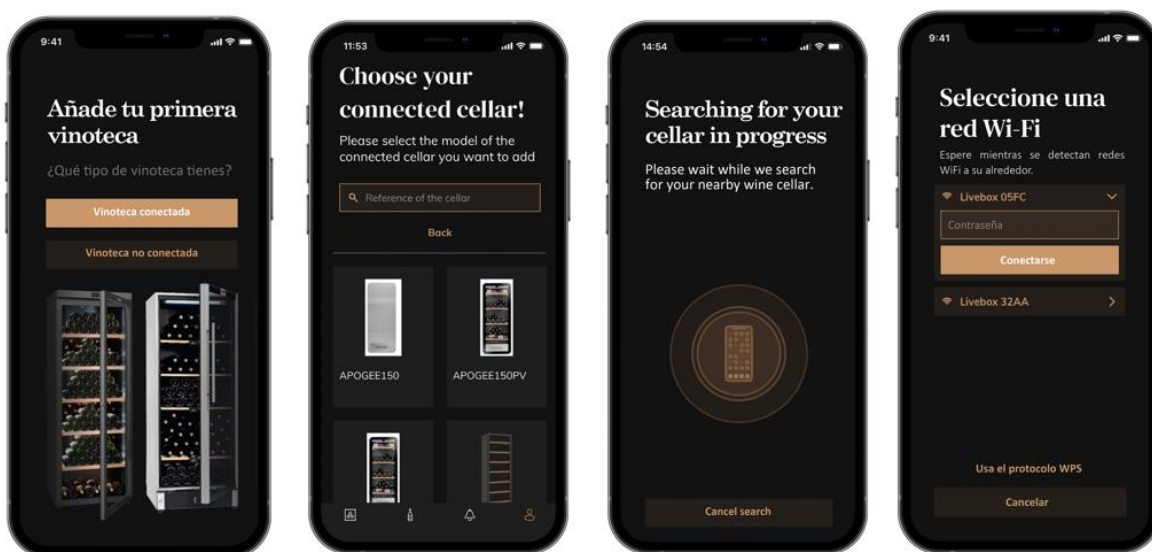 9:41
Añade tu primera
vinoteca
¿Qué tipo de vinoteca tienes?
Vinoteca conectada
Vinoteca no conectada
11:53
Choose your
connected cellar!
Please select the model of the
connected cellar you want to add
Reference of the cellar
Back
APOGEE150
APOGEE150PV
14:54
Searching for your
cellar in progress
Please wait while we search
for your nearby wine cellar.
Cancel search
9:41
Seleccione una
red Wi-Fi
Espere mientras se detectan redes
WiFi a su alrededor.
Livebox 05FC
Contraseña
Conectarse
Livebox 32AA
Usa el protocolo WPS
Cancelar